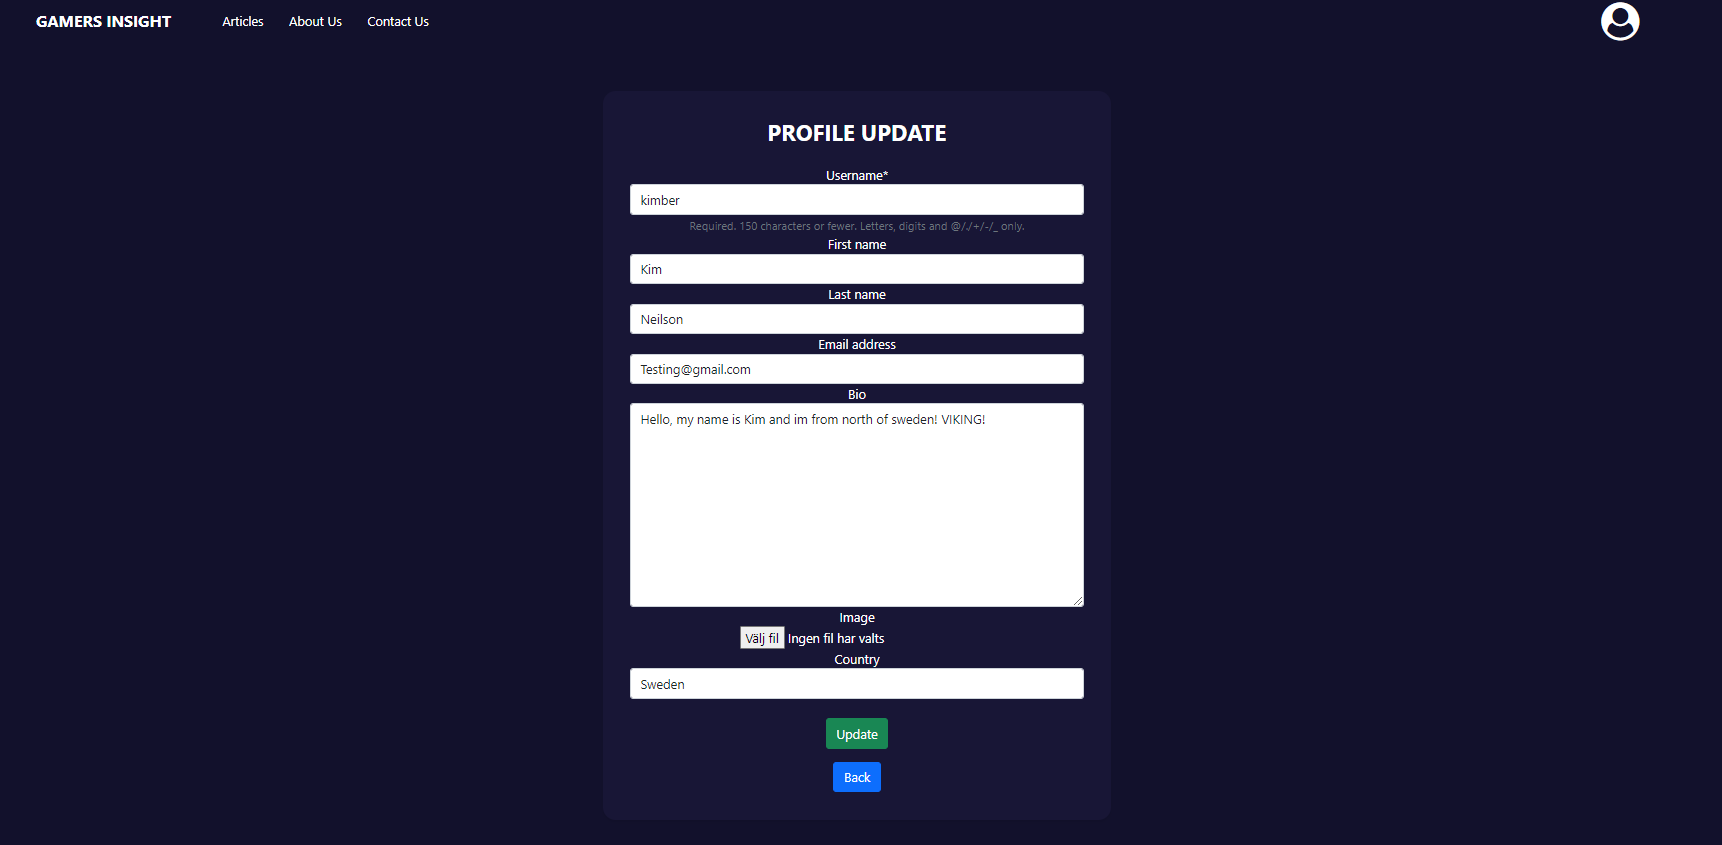 GAMERS INSIGHT Articles About Us Contact Us
PROFILE UPDATE
Username*
kimber
Required. 150 characters or fewer. Letters, digits and @/./+/-/_ only.
First name
Kim
Last name
Neilson
Email address
Testing@gmail.com
Bio
Hello, my name is Kim and im from north of sweden! VIKING!
Image
Välj fil Ingen fil har valts
Country
Sweden
Update
Back